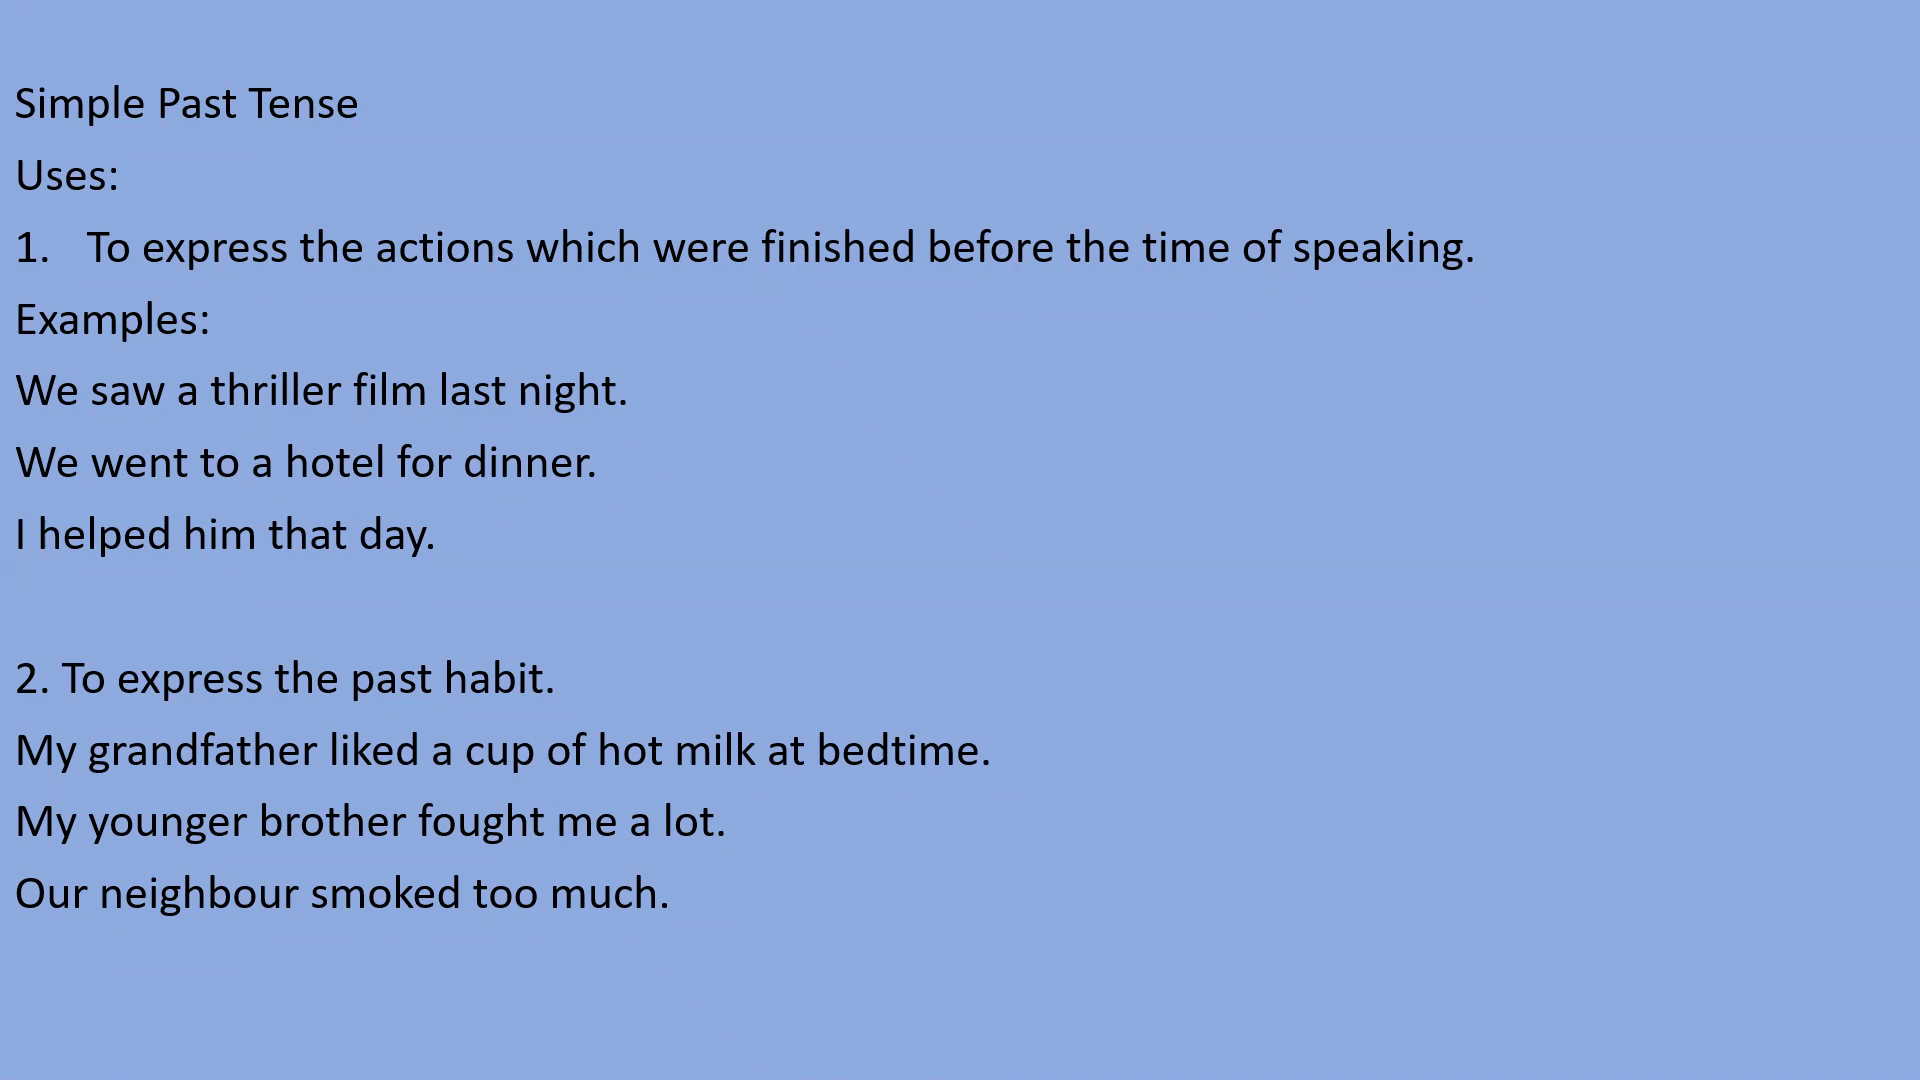 Simple Past Tense
Uses:
1. To express the actions which were finished before the time of speaking.
Examples:
We saw a thriller film last night.
We went to a hotel for dinner.
I helped him that day.
2. To express the past habit.
My grandfather liked a cup of hot milk at bedtime.
My younger brother fought me a lot.
Our neighbour smoked too much.